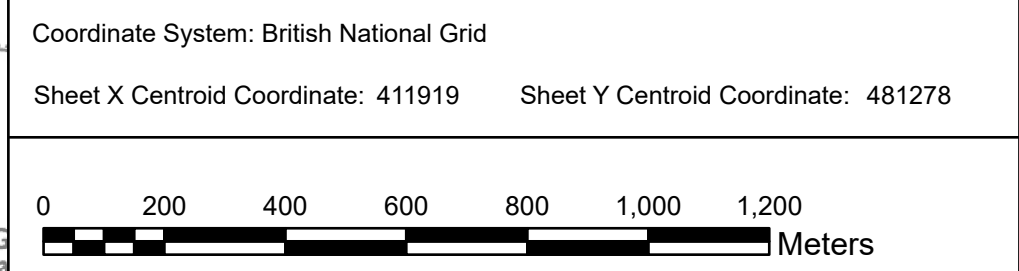 Coordinate System: British National Grid
Sheet X Centroid Coordinate: 411919 Sheet Y Centroid Coordinate: 481278
0 200 400 600 800 1,000 1,200
Meters